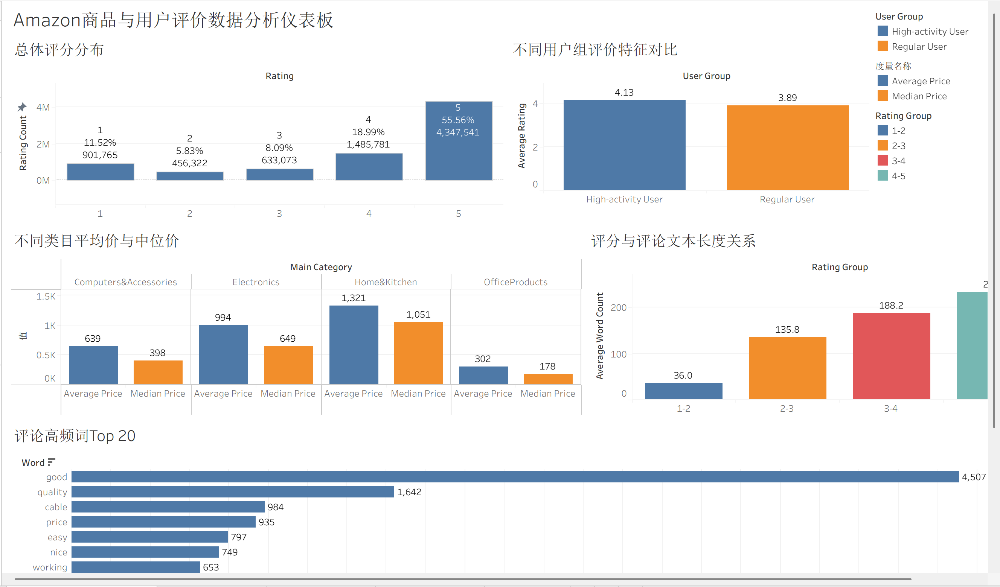 Amazon商品与用户评价数据分析仪表板
总体评分分布
Rating
Rating Count
4M
2M
0M
1
11.52%
901,765
2
5.83%
456,322
3
8.09%
633,073
4
18.99%
1,485,781
5
55.56%
4,347,541
1
2
3
4
5
不同用户组评价特征对比
User Group
Average Rating
4
2
0
4.13
3.89
High-activity User
Regular User
User Group
High-activity User
Regular User
度量名称
Average Price
Median Price
Rating Group
1-2
2-3
3-4
4-5
不同类目平均价与中位价
Main Category
Computers&Accessories
Electronics
Home&Kitchen
OfficeProducts
值
1.5K
1K
0.5K
0K
639
398
994
649
1,321
1,051
302
178
Average Price
Median Price
Average Price
Median Price
Average Price
Median Price
Average Price
Median Price
评分与评论文本长度关系
Rating Group
Average Word Count
200
100
0
36.0
135.8
188.2
1-2
2-3
3-4
评论高频词Top 20
Word
good 4,507
quality 1,642
cable 984
price 935
easy 797
nice 749
working 653